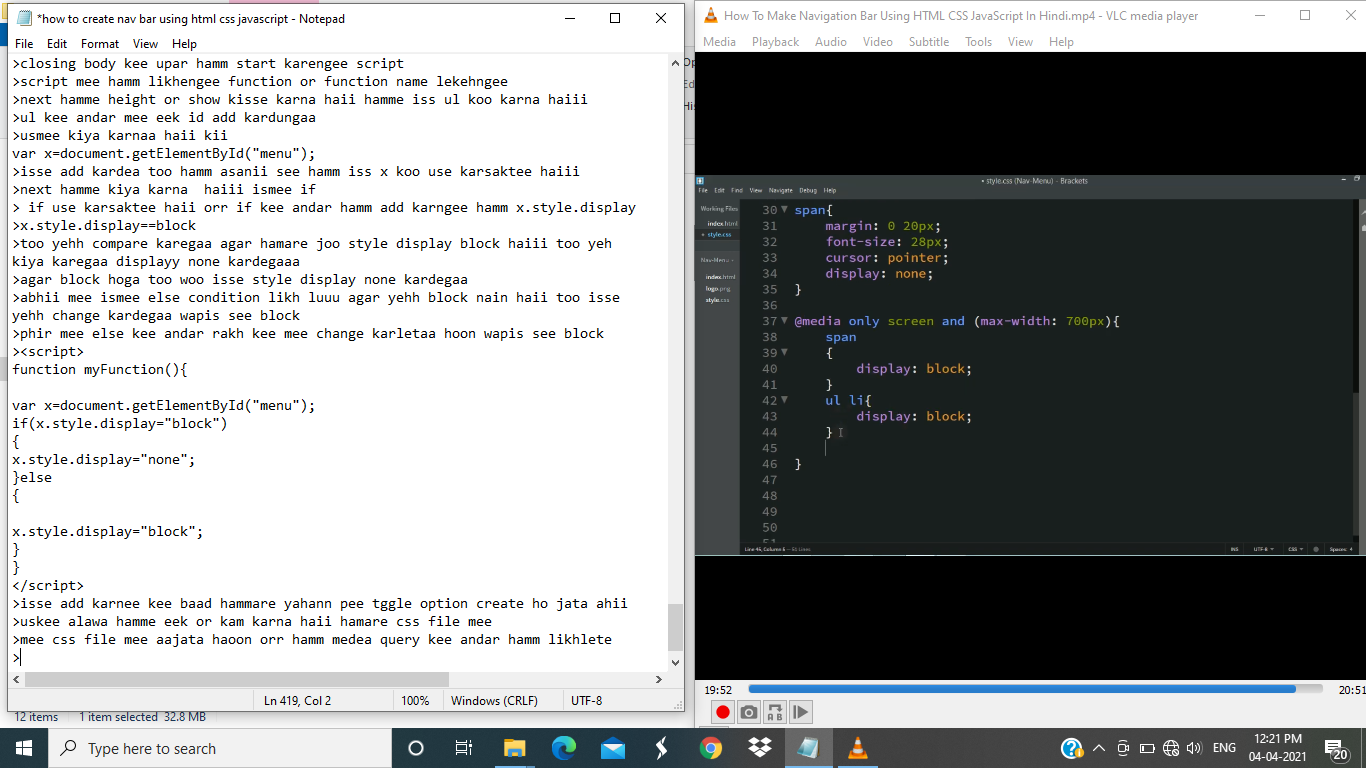 *how to create nav bar using html css javascript - Notepad
File Edit Format View Help
>closing body kee upar hamm start karengee script
>script mee hamm likhengee function or function name lekehngee
>next hamme height or show kisse karna haii hamme iss ul koo karna haiii
>ul kee andar mee eek id add kardungaa
>usmee kiya karnaa haii kii
var x=document.getElementById("menu");
>isse add kardea too hamm asanii see hamm iss x koo use karsaktee haiii
>next hamme kiya karna  haiii ismee if
> if use karsaktee haii orr if kee andar hamm add karngee hamm x.style.display
>x.style.display==block
>too yehh compare karegaa agar hamare joo style display block haiii too yeh
kiya karegaa displayy none kardegaaa
>agar block hoga too woo isse style display none kardegaa
>abhii mee ismee else condition likh luuu agar yehh block nain haii too isse
yehh change kardegaa wapis see block
>phir mee else kee andar rakh kee mee change karletaa hoon wapis see block
><script>
function myFunction(){
var x=document.getElementById("menu");
if(x.style.display="block")
{
x.style.display="none";
}else
{
x.style.display="block";
}
}
</script>
>isse add karnee kee baad hammare yahann pee tggle option create ho jata ahii
>uskee alawa hamme eek or kam karna haii hamare css file mee
>mee css file mee aajata haoon orr hamm medea query kee andar hamm likhlete
>
Ln 419, Col 2 100% Windows (CRLF) UTF-8
12 items 1 item selected 32.8 MB
How To Make Navigation Bar Using HTML CSS JavaScript In Hindi.mp4 - VLC media player
Media Playback Audio Video Subtitle Tools View Help
• style.css (Nav-Menu) - Brackets
File Edit Find View Navigate Debug Help
Working Files
index.html
style.css
Nav-Menu
index.html
logo.png
style.css
30 span{
31 margin: 0 20px;
32 font-size: 28px;
33 cursor: pointer;
34 display: none;
35 }
36
37 @media only screen and (max-width: 700px){
38 span
39 {
40 display: block;
41 }
42 ul li{
43 display: block;
44 }
45
46 }
47
48
49
50
51
Line 45, Column 5 — 51 Lines
INS UTF-8 CSS Spaces: 4
19:52 20:51
Type here to search
ENG
12:21 PM
04-04-2021
20